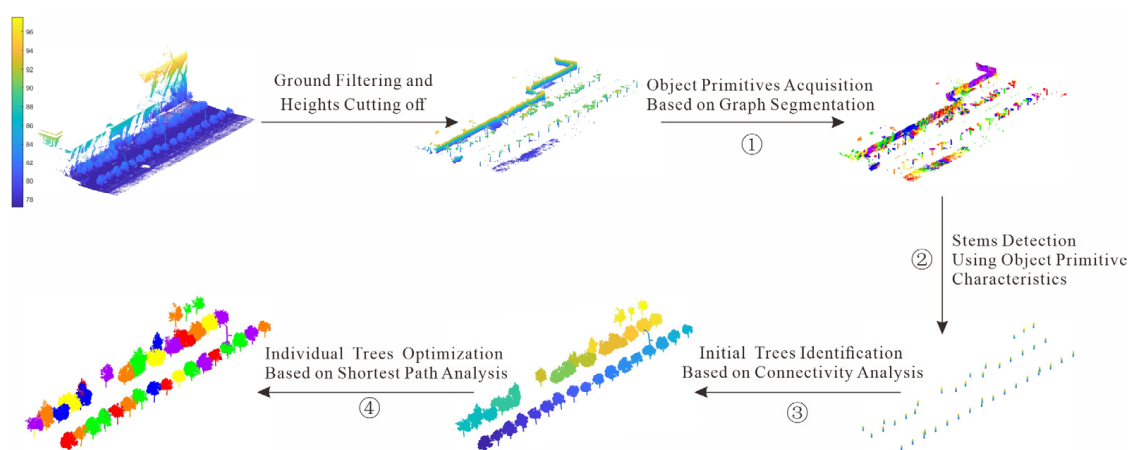 96
94
92
90
88
86
84
82
80
78
Ground Filtering and
Heights Cutting off
Object Primitives Acquisition
Based on Graph Segmentation
①
②
Stems Detection
Using Object Primitive
Characteristics
Initial Trees Identification
Based on Connectivity Analysis
③
Individual Trees Optimization
Based on Shortest Path Analysis
④